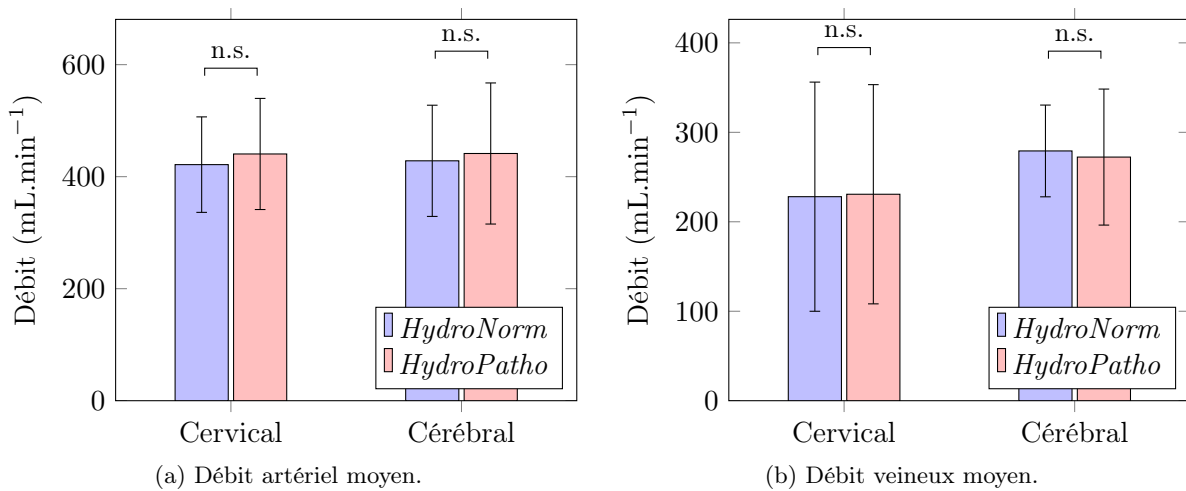 n.s.
n.s.
600
400
200
0
Débit (mL.min−1)
HydroNorm
HydroPatho
Cervical
Cérébral
(a) Débit artériel moyen.
n.s.
n.s.
400
300
200
100
0
Débit (mL.min−1)
HydroNorm
HydroPatho
Cervical
Cérébral
(b) Débit veineux moyen.